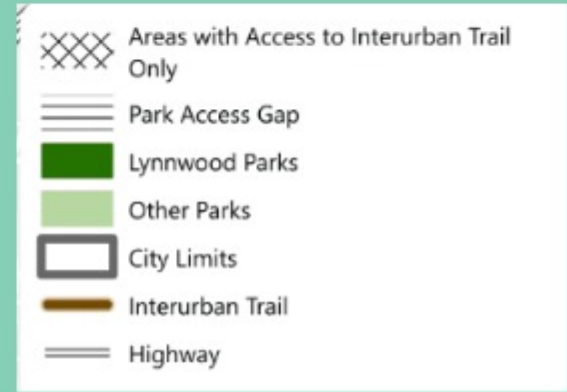 Areas with Access to Interurban Trail
Only
Park Access Gap
Lynnwood Parks
Other Parks
City Limits
Interurban Trail
Highway